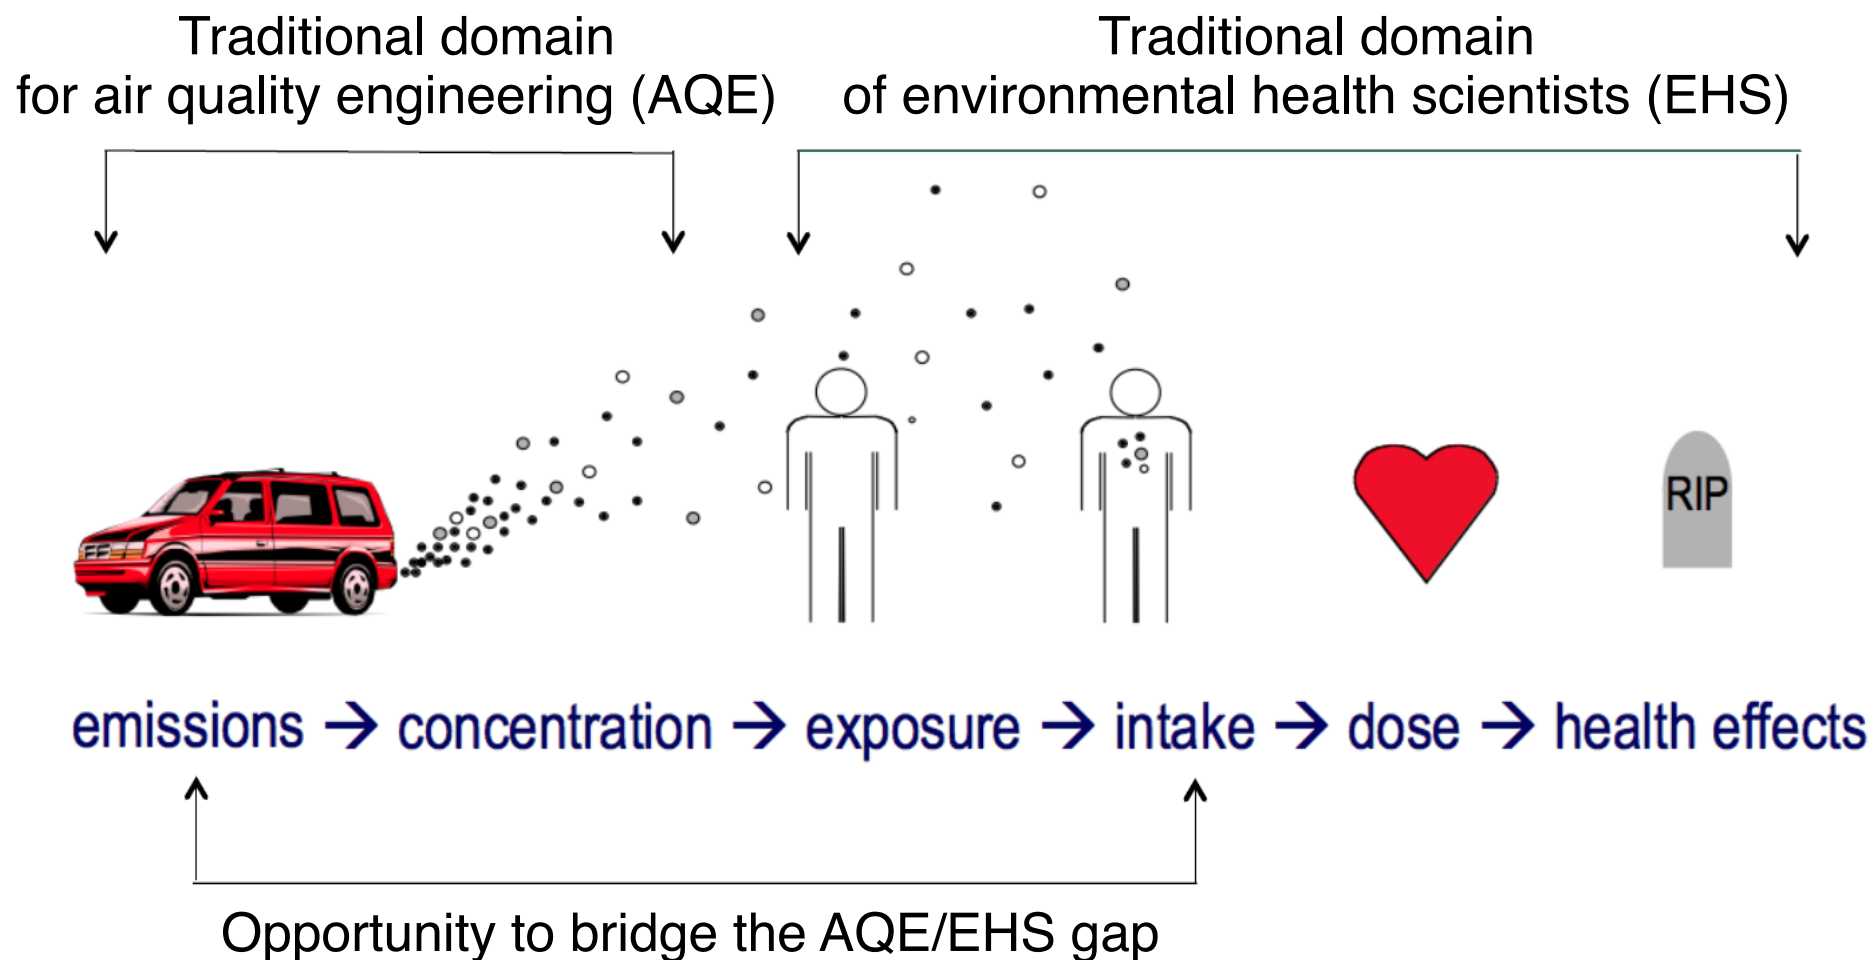 Traditional domain
for air quality engineering (AQE)
Traditional domain
of environmental health scientists (EHS)
RIP
emissions → concentration → exposure → intake → dose → health effects
Opportunity to bridge the AQE/EHS gap